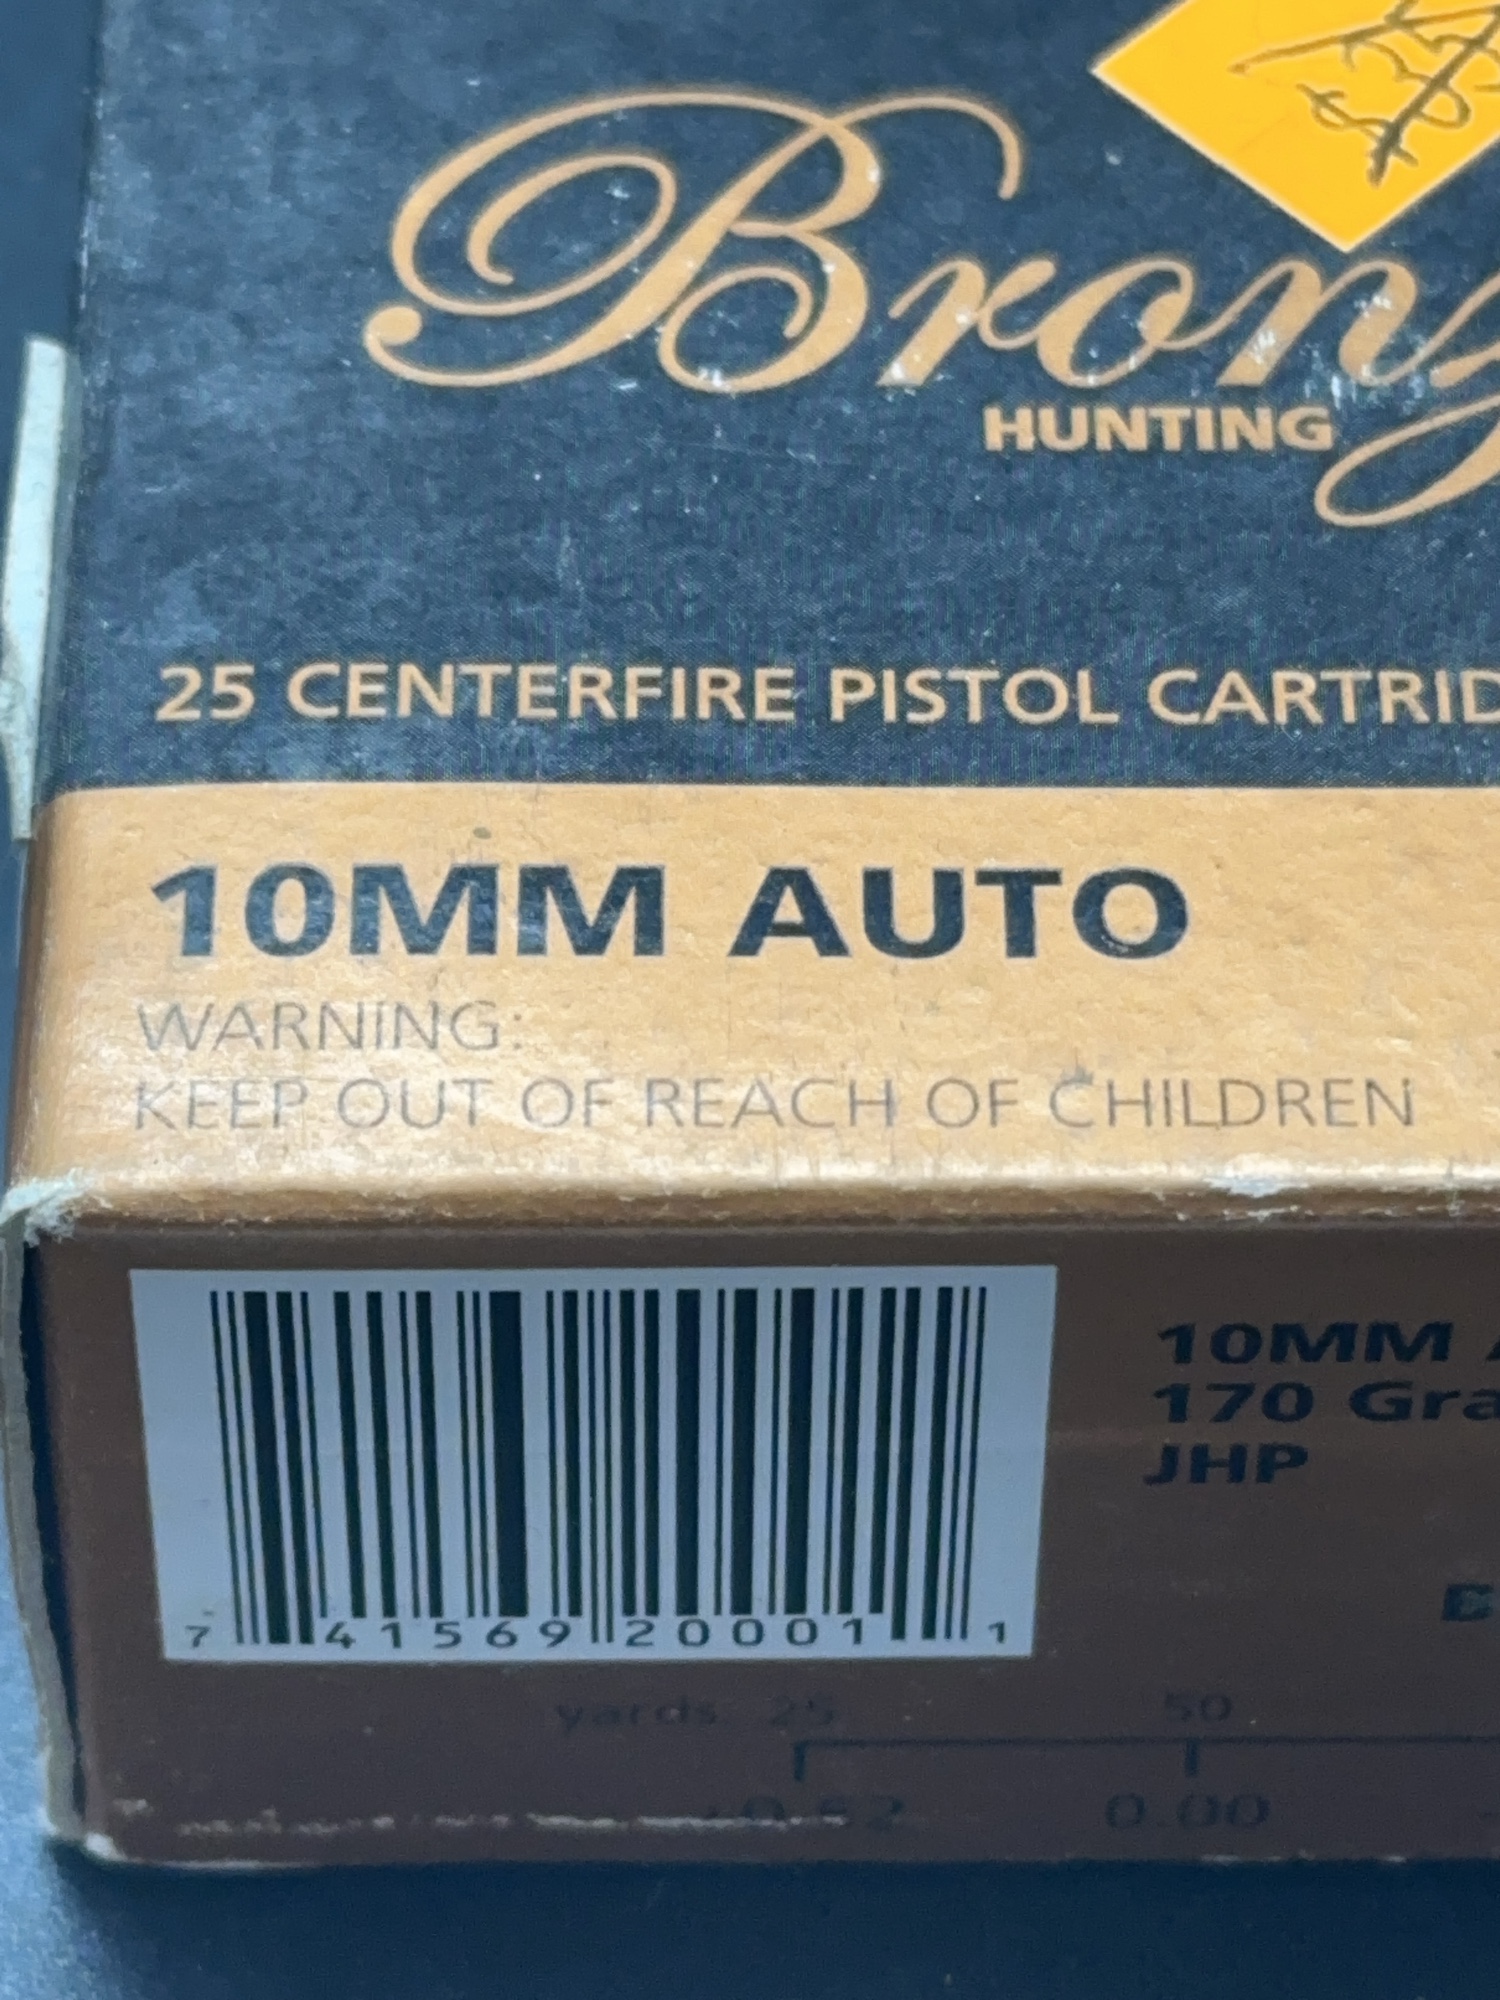 Bronz
HUNTING
25 CENTERFIRE PISTOL CARTRID
10MM AUTO
WARNING:
KEEP OUT OF REACH OF CHILDREN
10MM
170 Gra
JHP
7 41569 20001 1
yards 25 50
0.00